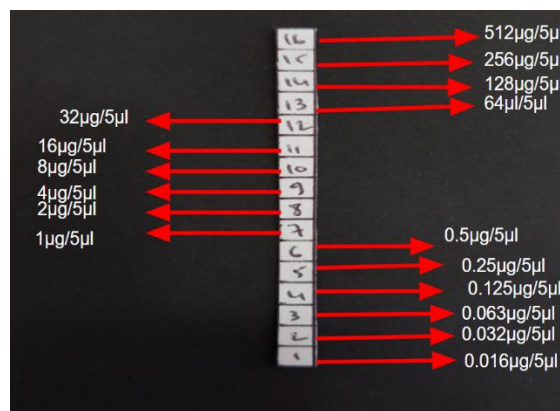 16 512µg/5µl
15 256µg/5µl
14 128µg/5µl
13 64µl/5µl
32µg/5µl 12
16µg/5µl 11
8µg/5µl 10
4µg/5µl 9
2µg/5µl 8
1µg/5µl 7
6 0.5µg/5µl
5 0.25µg/5µl
4 0.125µg/5µl
3 0.063µg/5µl
2 0.032µg/5µl
1 0.016µg/5µl